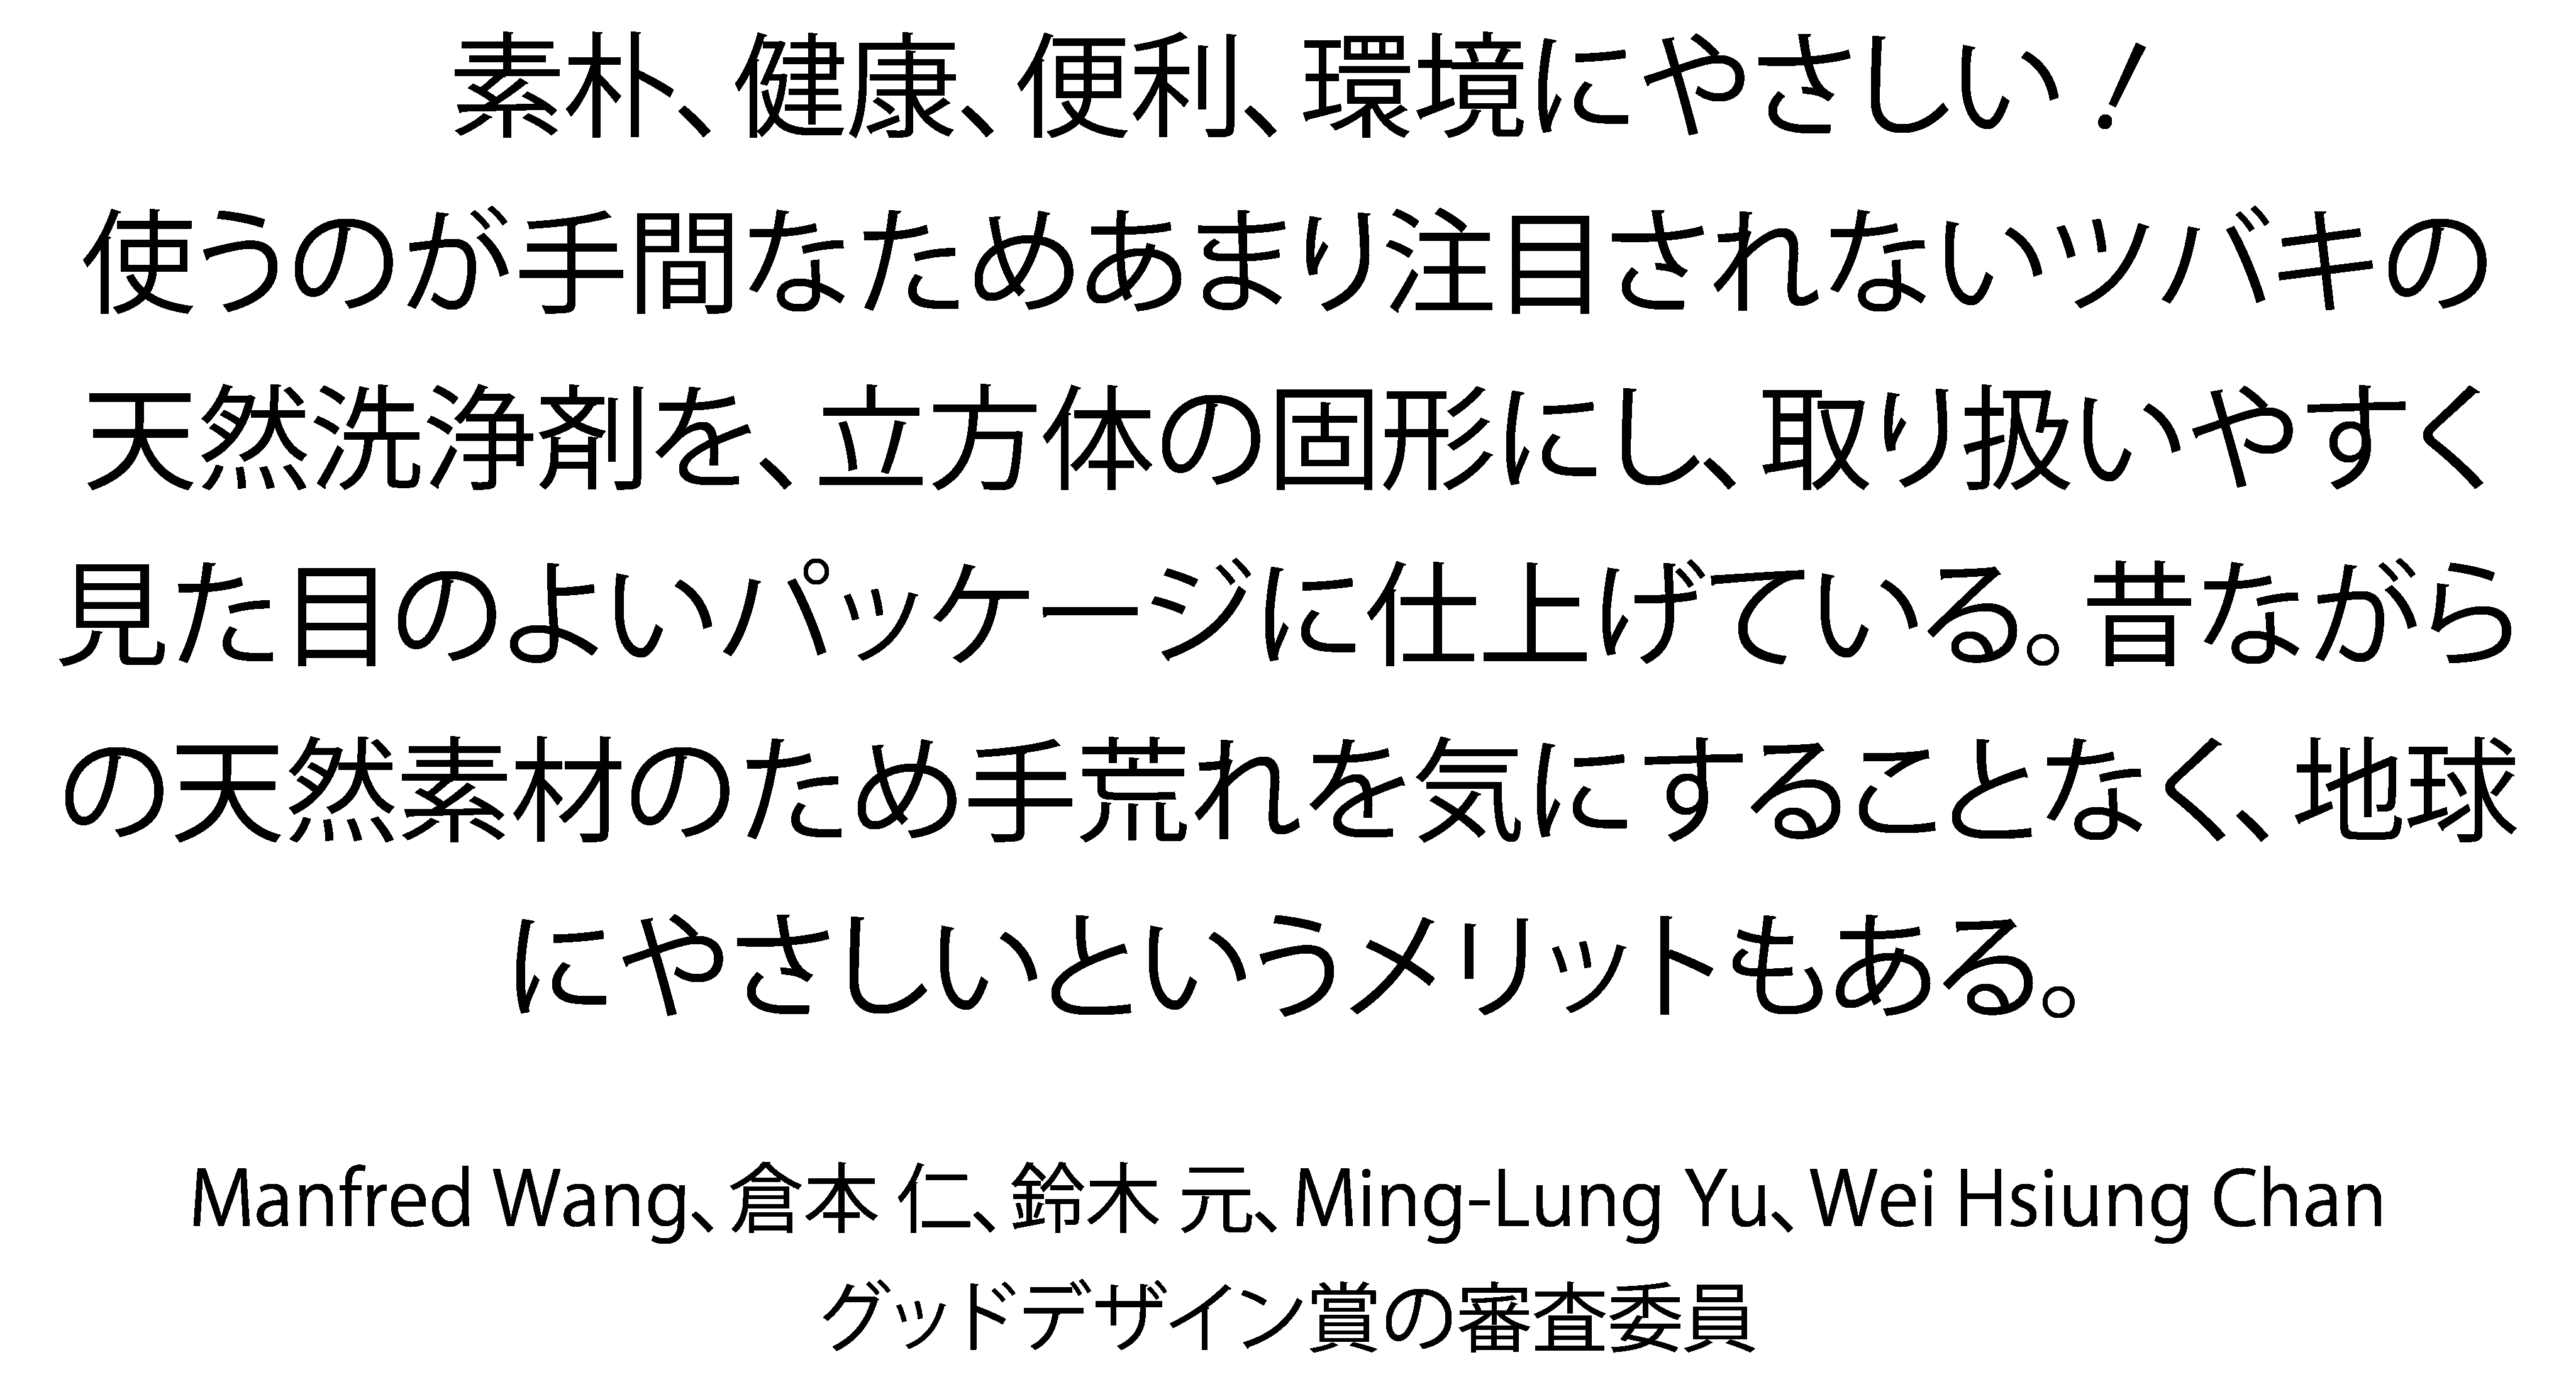 素朴、健康、便利、環境にやさしい！
使うのが手間なためあまり注目されないツバキの
天然洗浄剤を、立方体の固形にし、取り扱いやすく
見た目のよいパッケージに仕上げている。昔ながら
の天然素材のため手荒れを気にすることなく、地球
にやさしいというメリットもある。
Manfred Wang、倉本 仁、鈴木 元、Ming-Lung Yu、Wei Hsiung Chan
グッドデザイン賞の審査委員